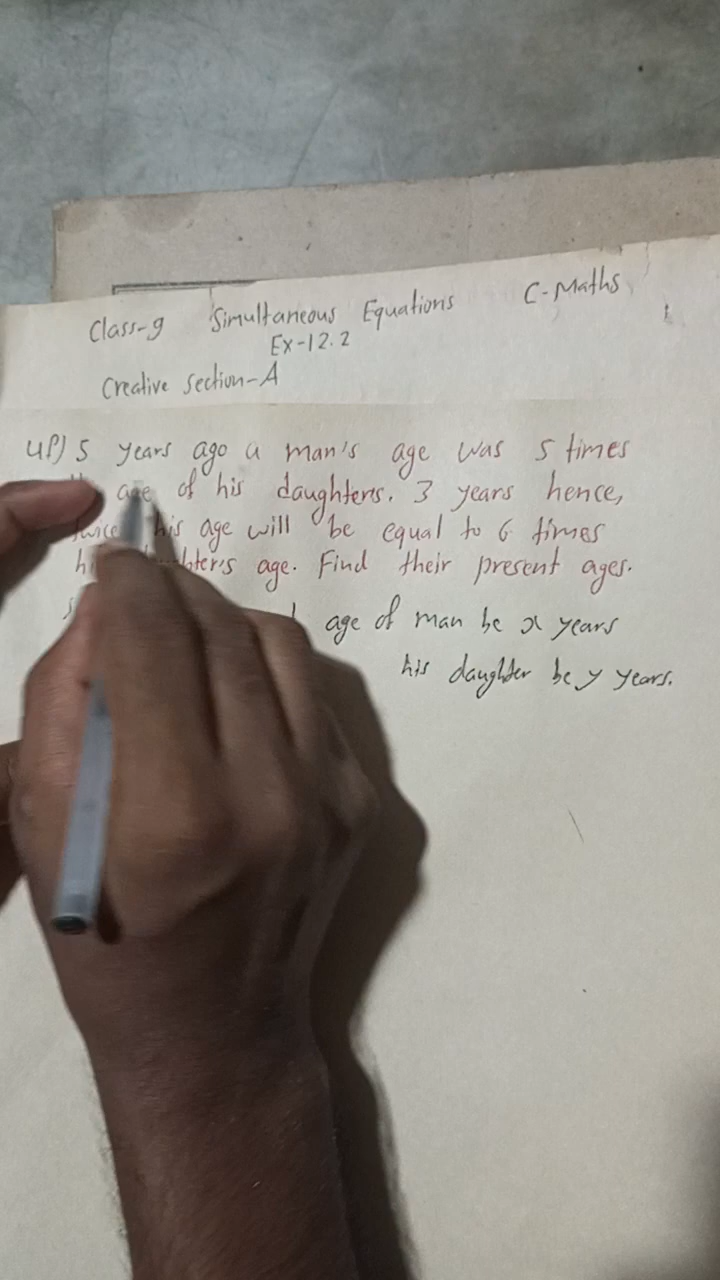 Class-9 Simultaneous Equations C-Maths
Ex-12.2
Creative Section-A
4P) 5 years ago a man's age was 5 times
age of his daughters. 3 years hence,
twice his age will be equal to 6 times
age. Find their present ages.
age of man be x years
his daughter be y years.